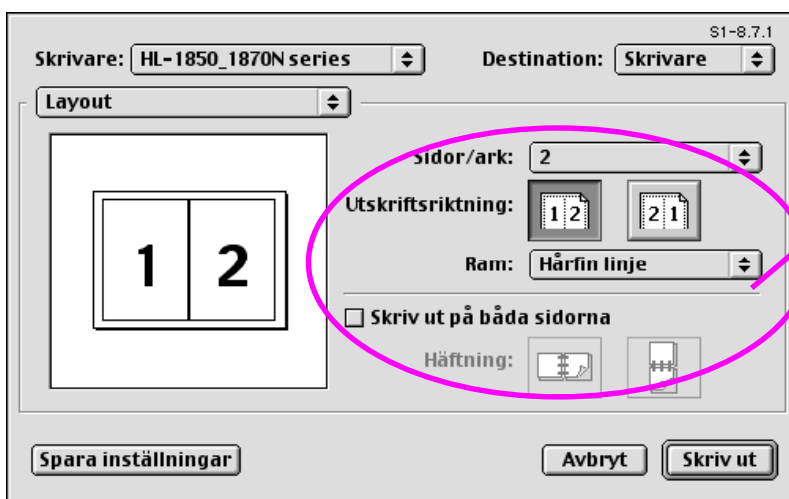 S1-8.7.1
Skrivare: HL-1850_1870N series Destination: Skrivare
Layout
Sidor/ark: 2
1 2
Utskriftsriktning: 1 2 2 1
Ram: Hårfin linje
Skriv ut på båda sidorna
Häftning:
Spara inställningar Avbryt Skriv ut